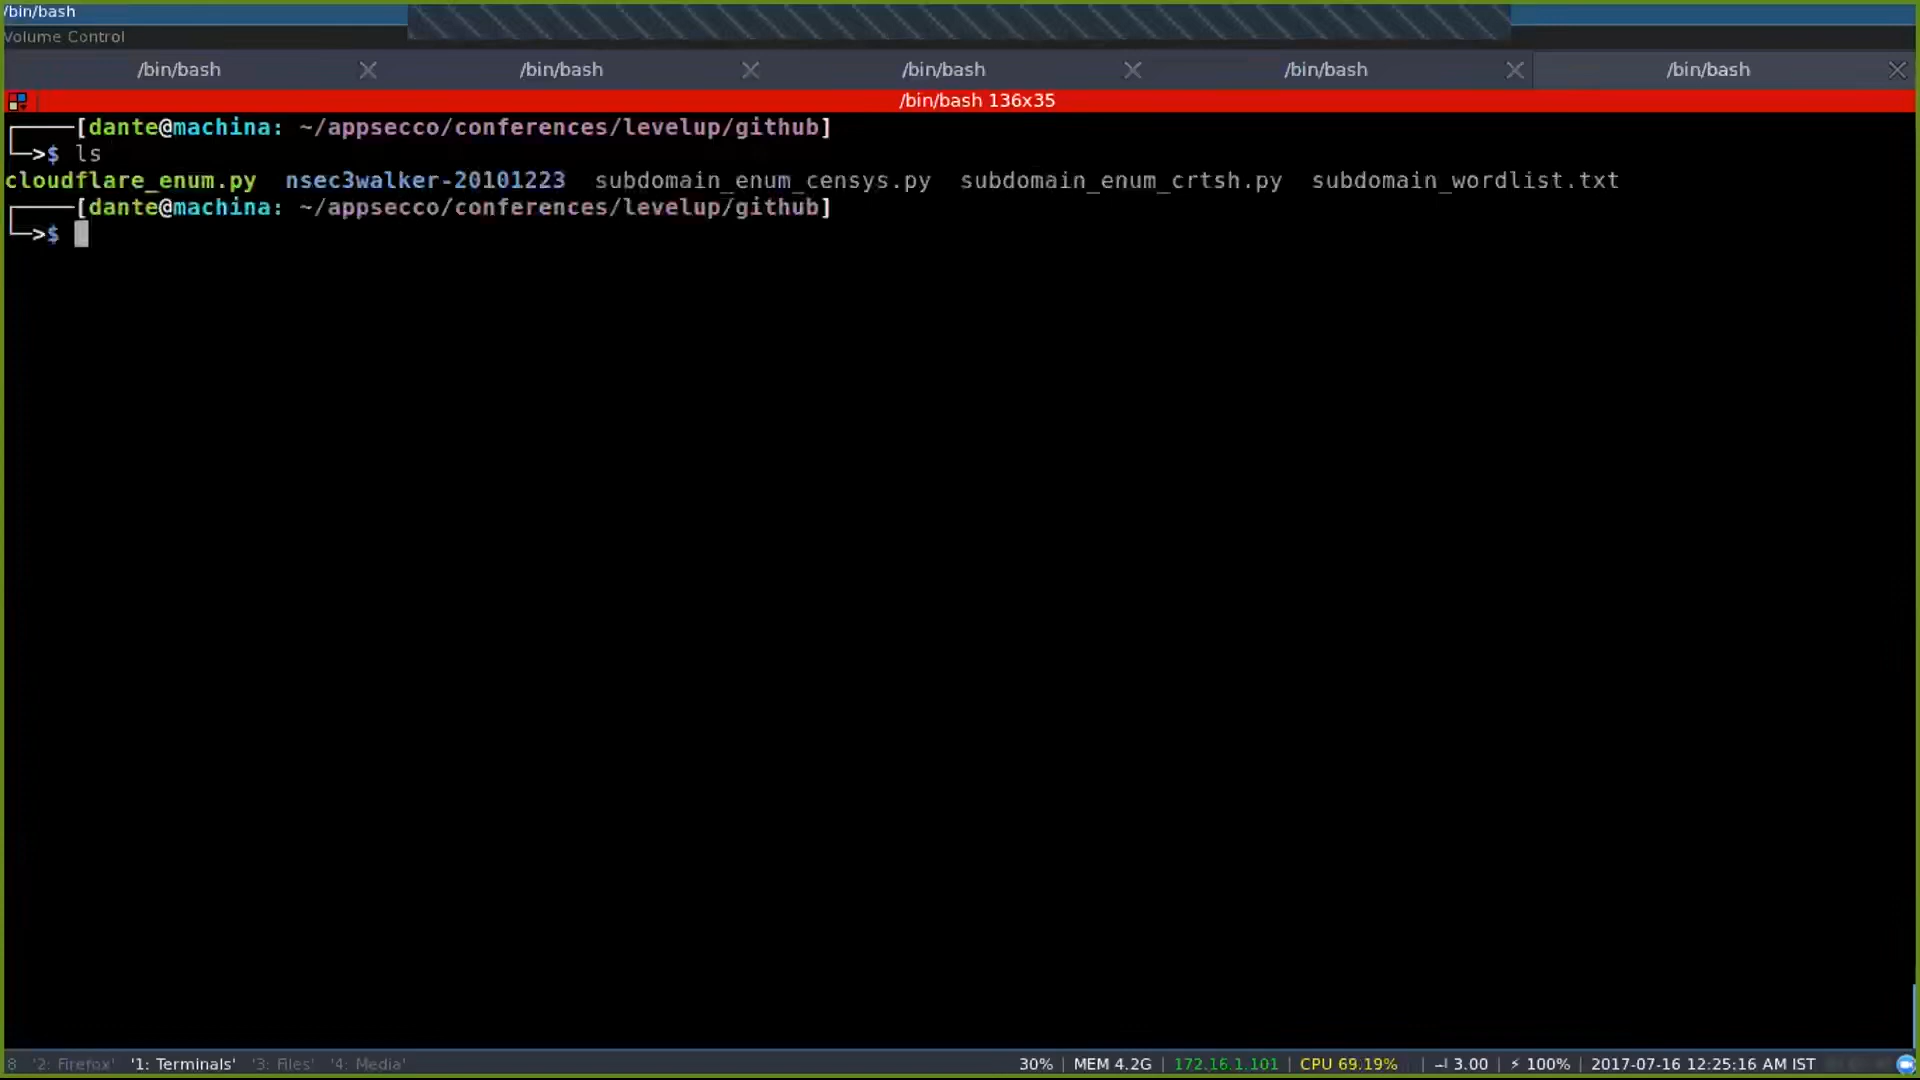 /bin/bash
Volume Control
/bin/bash /bin/bash /bin/bash /bin/bash /bin/bash
/bin/bash 136x35
[dante@machina: ~/appsecco/conferences/levelup/github]
└─>$ ls
cloudflare_enum.py nsec3walker-20101223 subdomain_enum_censys.py subdomain_enum_crtsh.py subdomain_wordlist.txt
[dante@machina: ~/appsecco/conferences/levelup/github]
└─>$
8 '2: Firefox' '1: Terminals' '3: Files' '4: Media' 30% | MEM 4.2G | 172.16.1.101 | CPU 69.19% | 3.00 | ⚡ 100% | 2017-07-16 12:25:16 AM IST